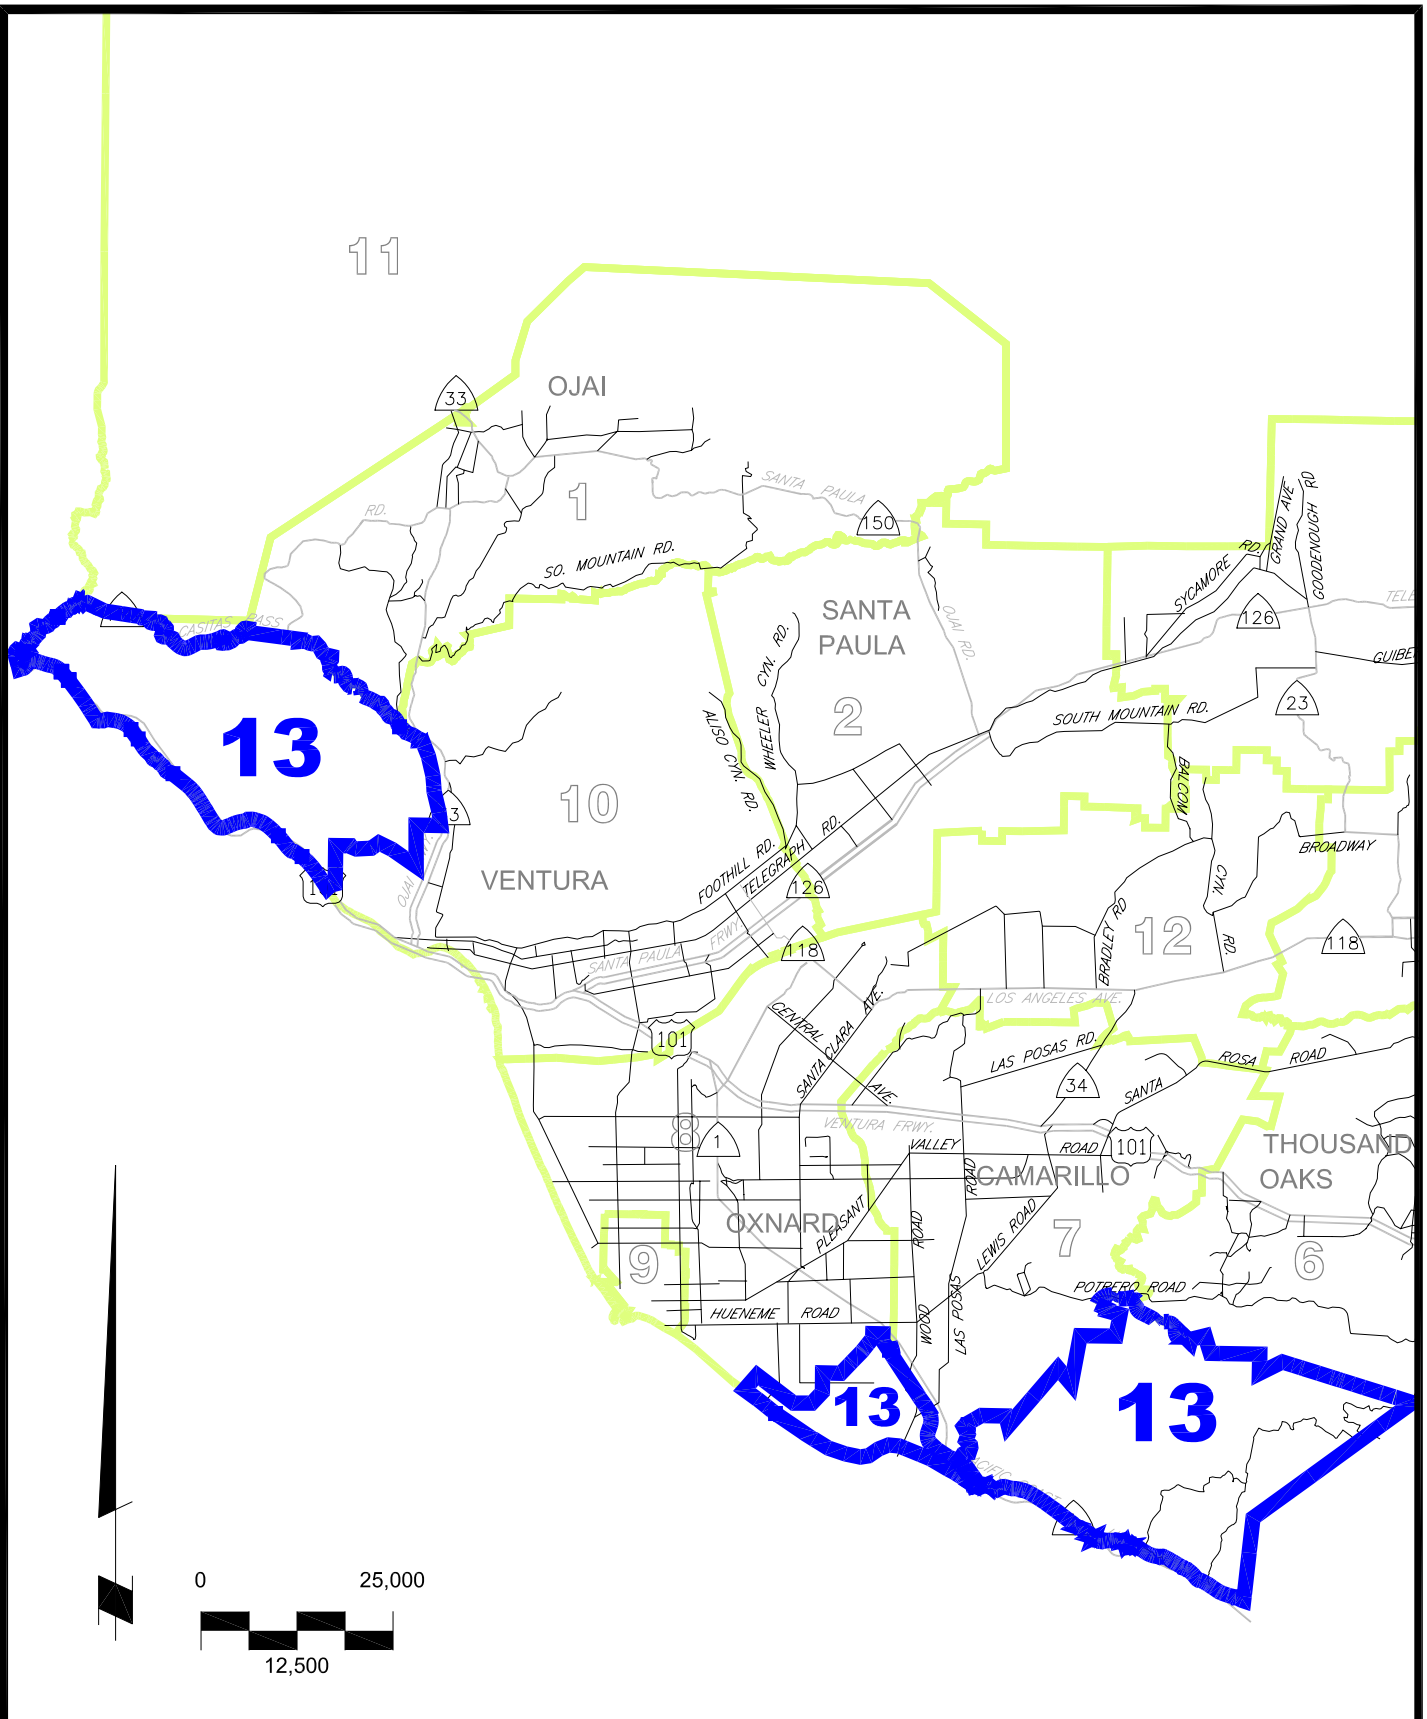 11
33
OJAI
1
SANTA PAULA
150
RD.
SO. MOUNTAIN RD.
GRAND AVE
GOODENOUGH RD
SYCAMORE RD.
126
CASITAS PASS
SANTA
PAULA
OJAI RD.
WHEELER CYN. RD.
ALISO CYN. RD.
2
SOUTH MOUNTAIN RD.
23
13
BALCOM
CYN.
RD.
10
3
VENTURA
FOOTHILL RD.
TELEGRAPH RD.
126
BROADWAY
OJAI
BRADLEY RD
12
118
118
SANTA PAULA FRWY.
LOS ANGELES AVE.
101
CENTRAL
AVE.
SANTA CLARA AVE.
LAS POSAS RD.
34
SANTA
ROSA ROAD
VENTURA FRWY.
8
1
VALLEY ROAD
101
THOUSAND
OAKS
CAMARILLO
ROAD
OXNARD
PLEASANT
ROAD
LEWIS ROAD
7
6
9
POTRERO ROAD
HUENEME ROAD
WOOD
LAS POSAS
13
13
0 25,000
12,500